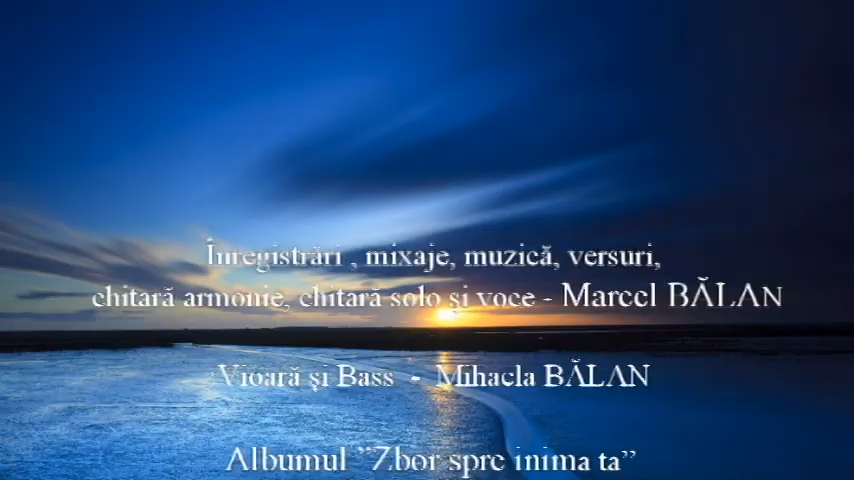 Înregistrări , mixaje, muzică, versuri,
chitară armonie, chitară solo și voce - Marcel BĂLAN
Vioară și Bass - Mihaela BĂLAN
Albumul ”Zbor spre inima ta”